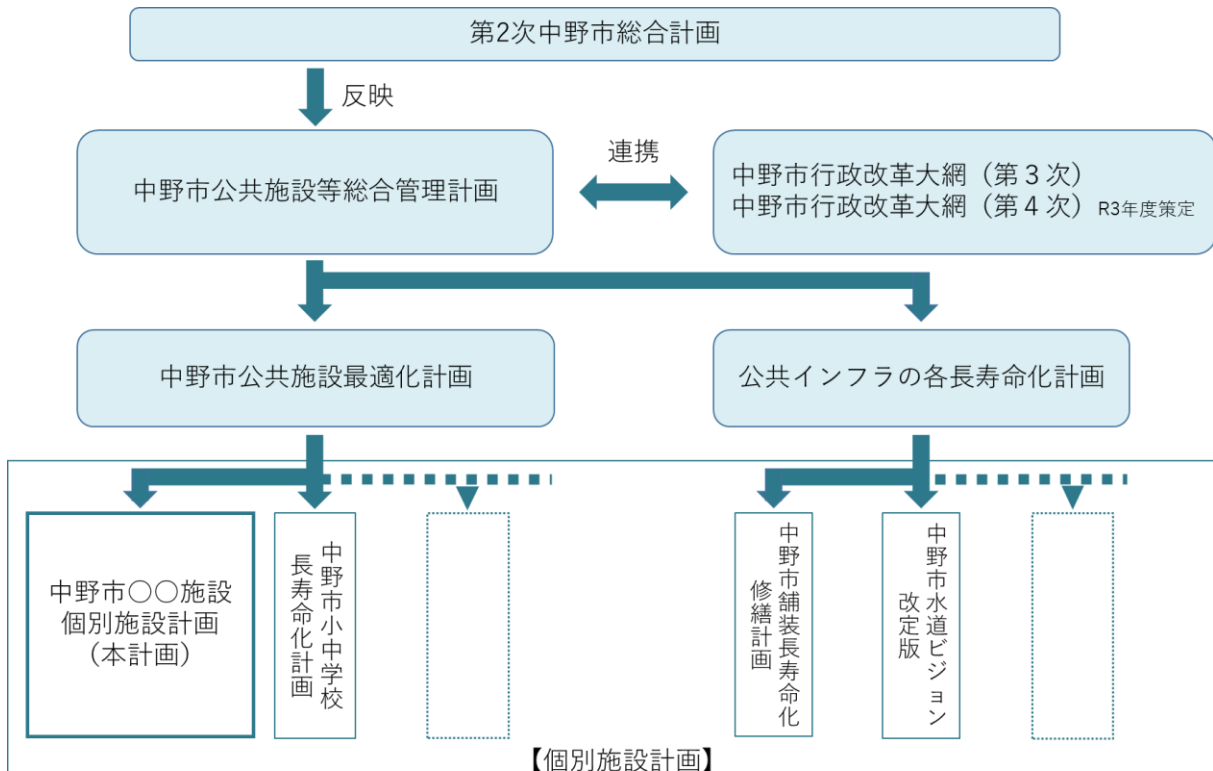 第2次中野市総合計画
反映
連携
中野市公共施設等総合管理計画
中野市行政改革大網（第３次）
中野市行政改革大網（第４次）R3年度策定
中野市公共施設最適化計画
公共インフラの各長寿命化計画
中野市〇〇施設
個別施設計画
（本計画）
中野市小中学校
長寿命化計画
中野市舗装長寿命化
修繕計画
中野市水道ビジョン
改定版
【個別施設計画】